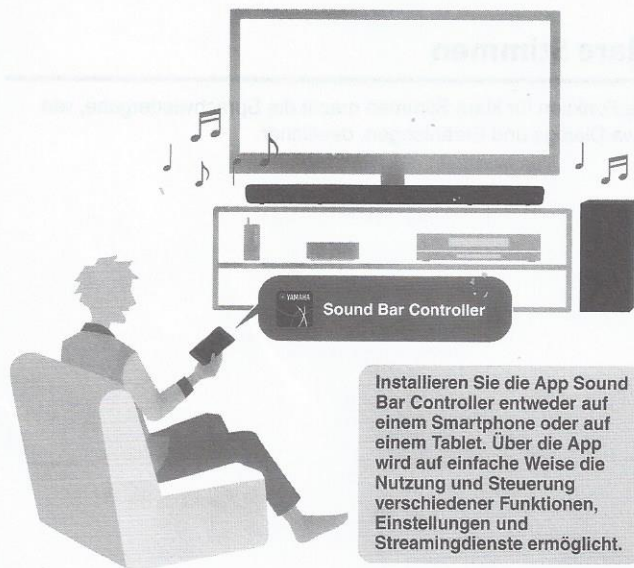 YAMAHA
Sound Bar Controller
Installieren Sie die App Sound
Bar Controller entweder auf
einem Smartphone oder auf
einem Tablet. Über die App
wird auf einfache Weise die
Nutzung und Steuerung
verschiedener Funktionen,
Einstellungen und
Streamingdienste ermöglicht.